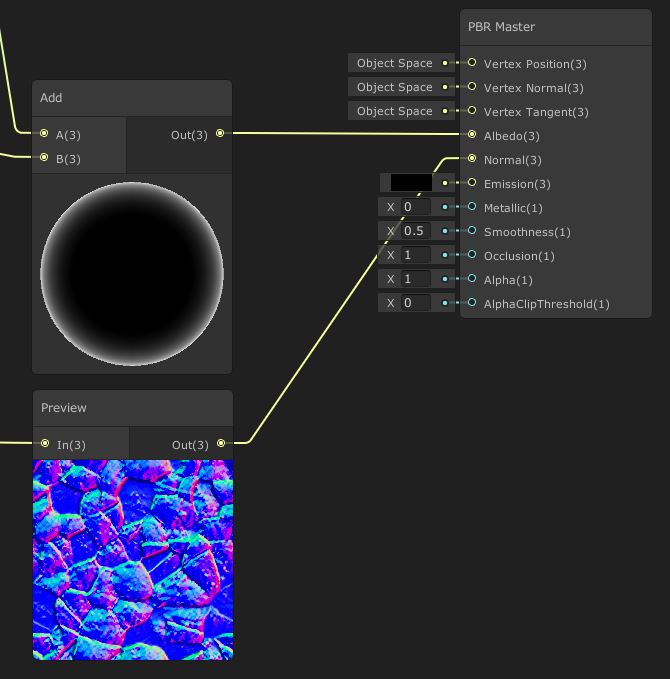 PBR Master
Object Space Vertex Position(3)
Object Space Vertex Normal(3)
Object Space Vertex Tangent(3)
Albedo(3)
Normal(3)
Emission(3)
X 0 Metallic(1)
X 0.5 Smoothness(1)
X 1 Occlusion(1)
X 1 Alpha(1)
X 0 AlphaClipThreshold(1)
Add
A(3) Out(3)
B(3)
Preview
In(3) Out(3)